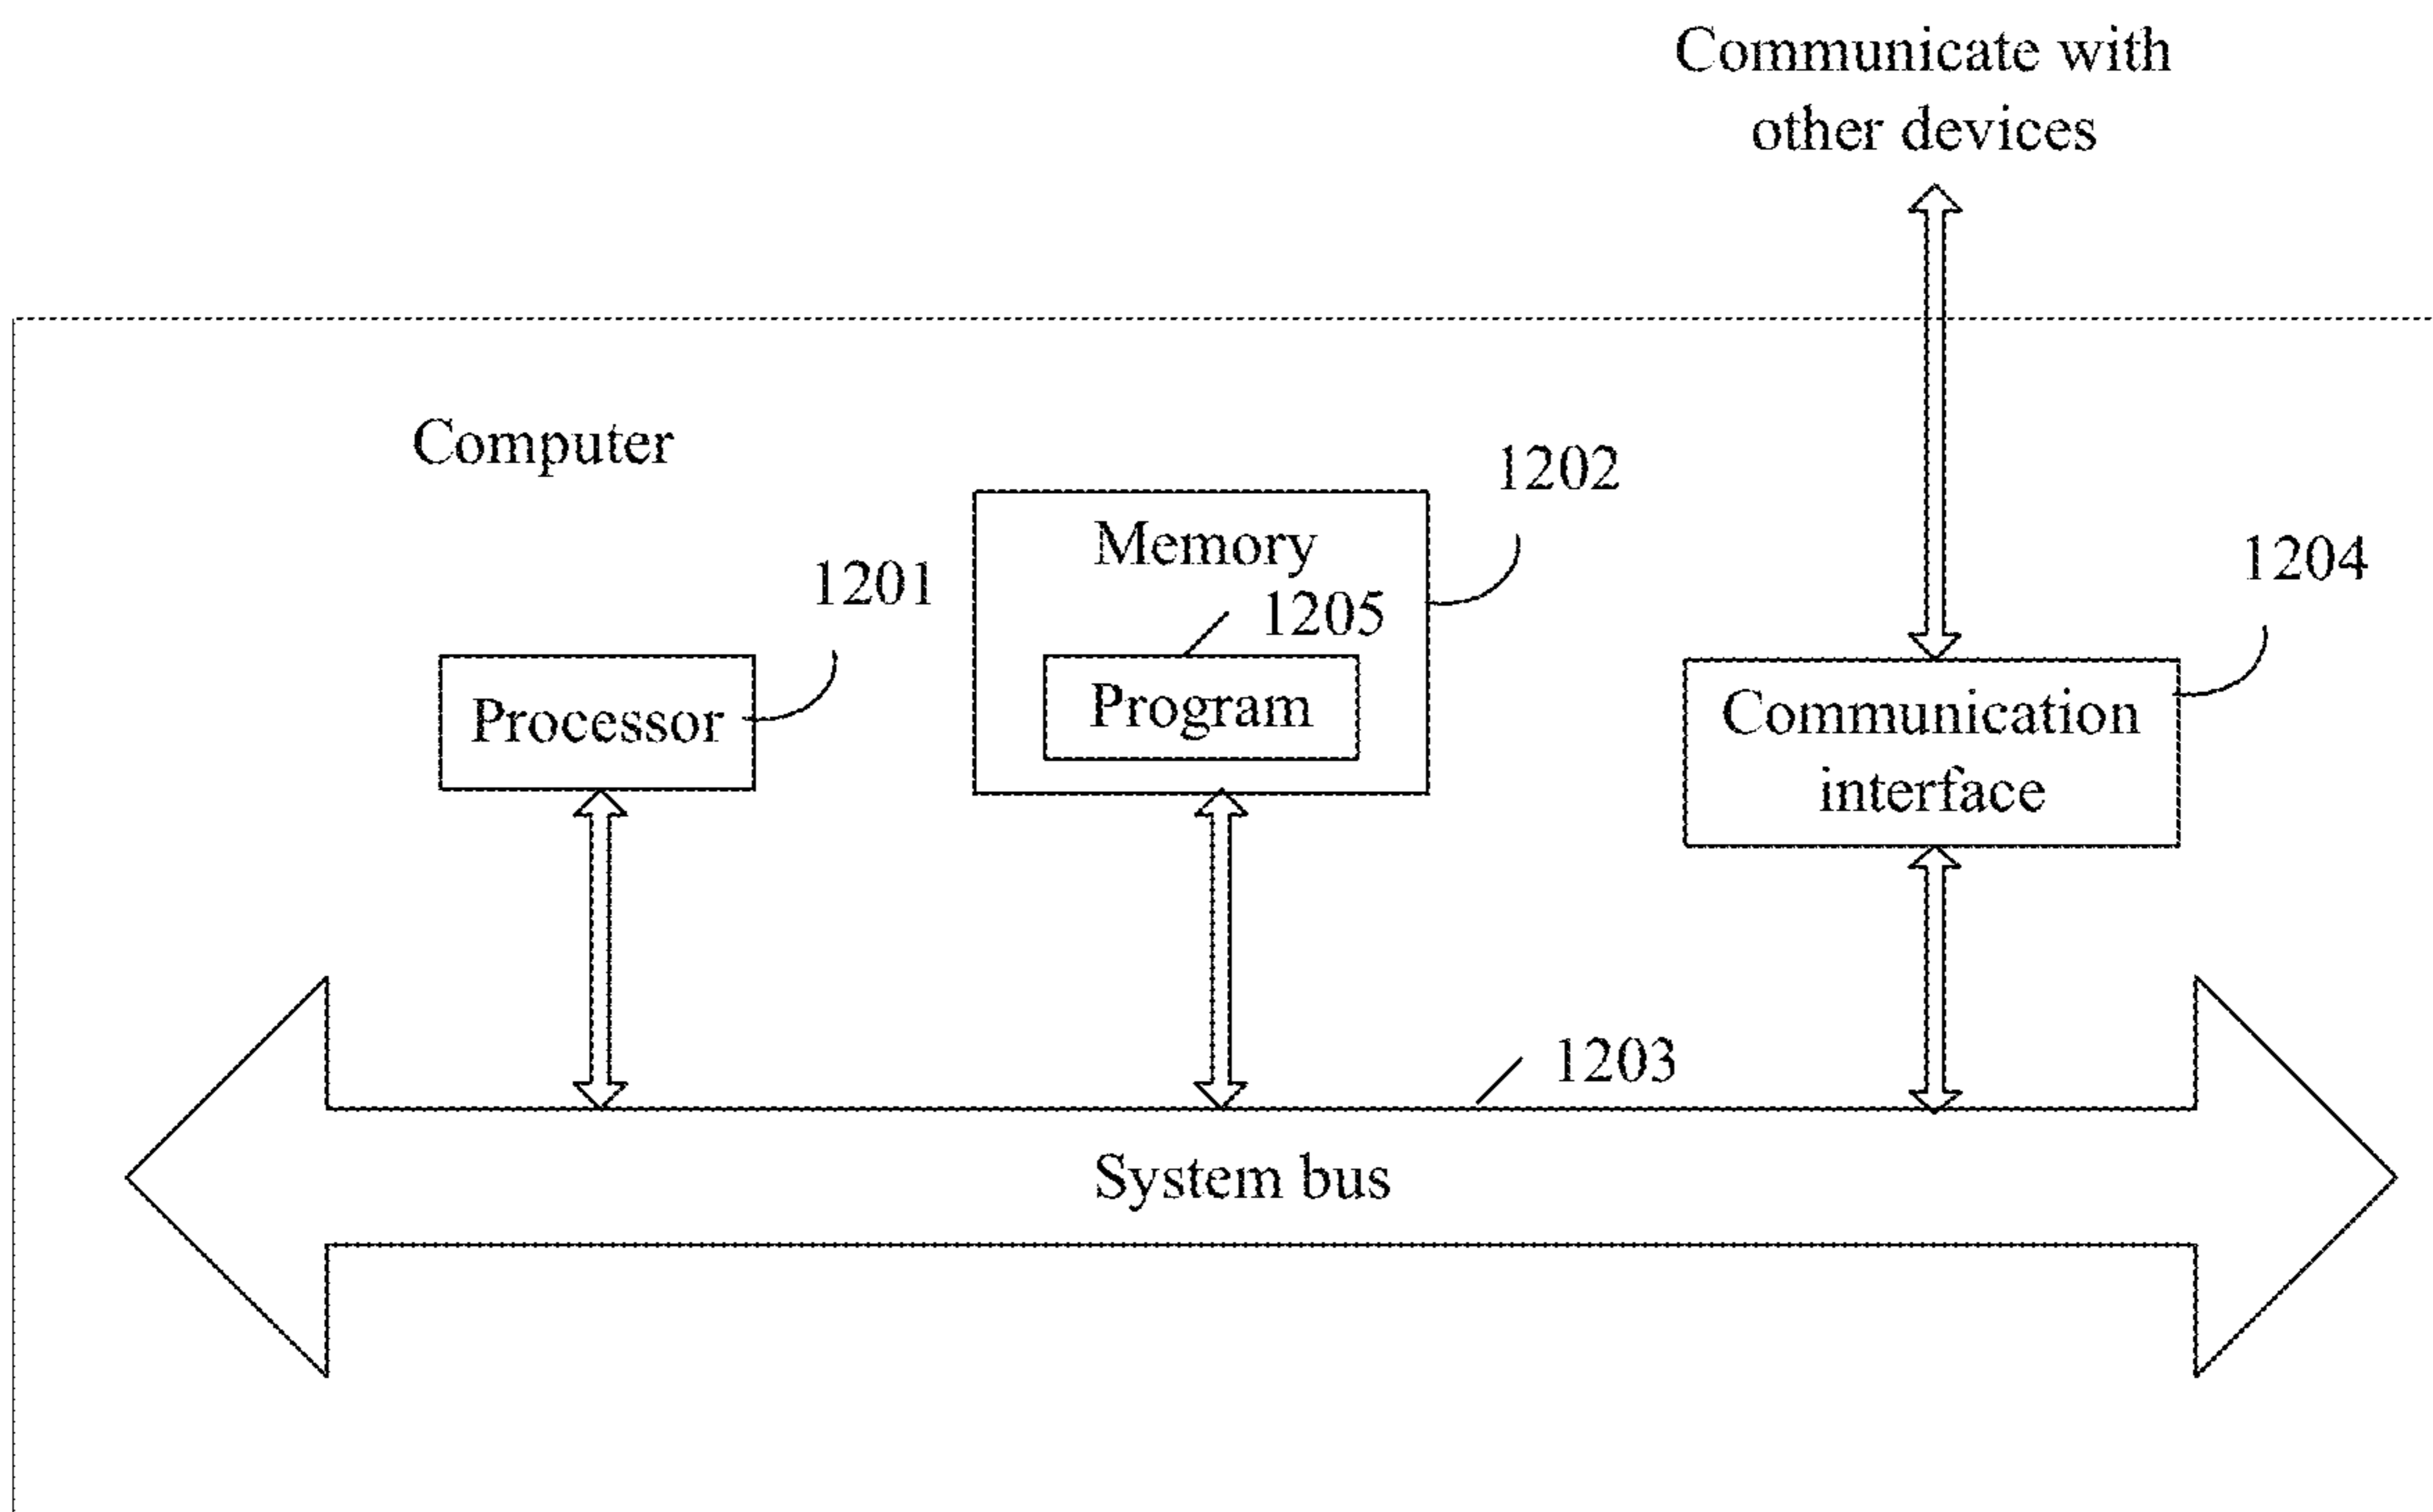 Communicate with
other devices
Computer
1202
Memory
1204
1201
1205
Processor
Program
Communication
interface
1203
System bus